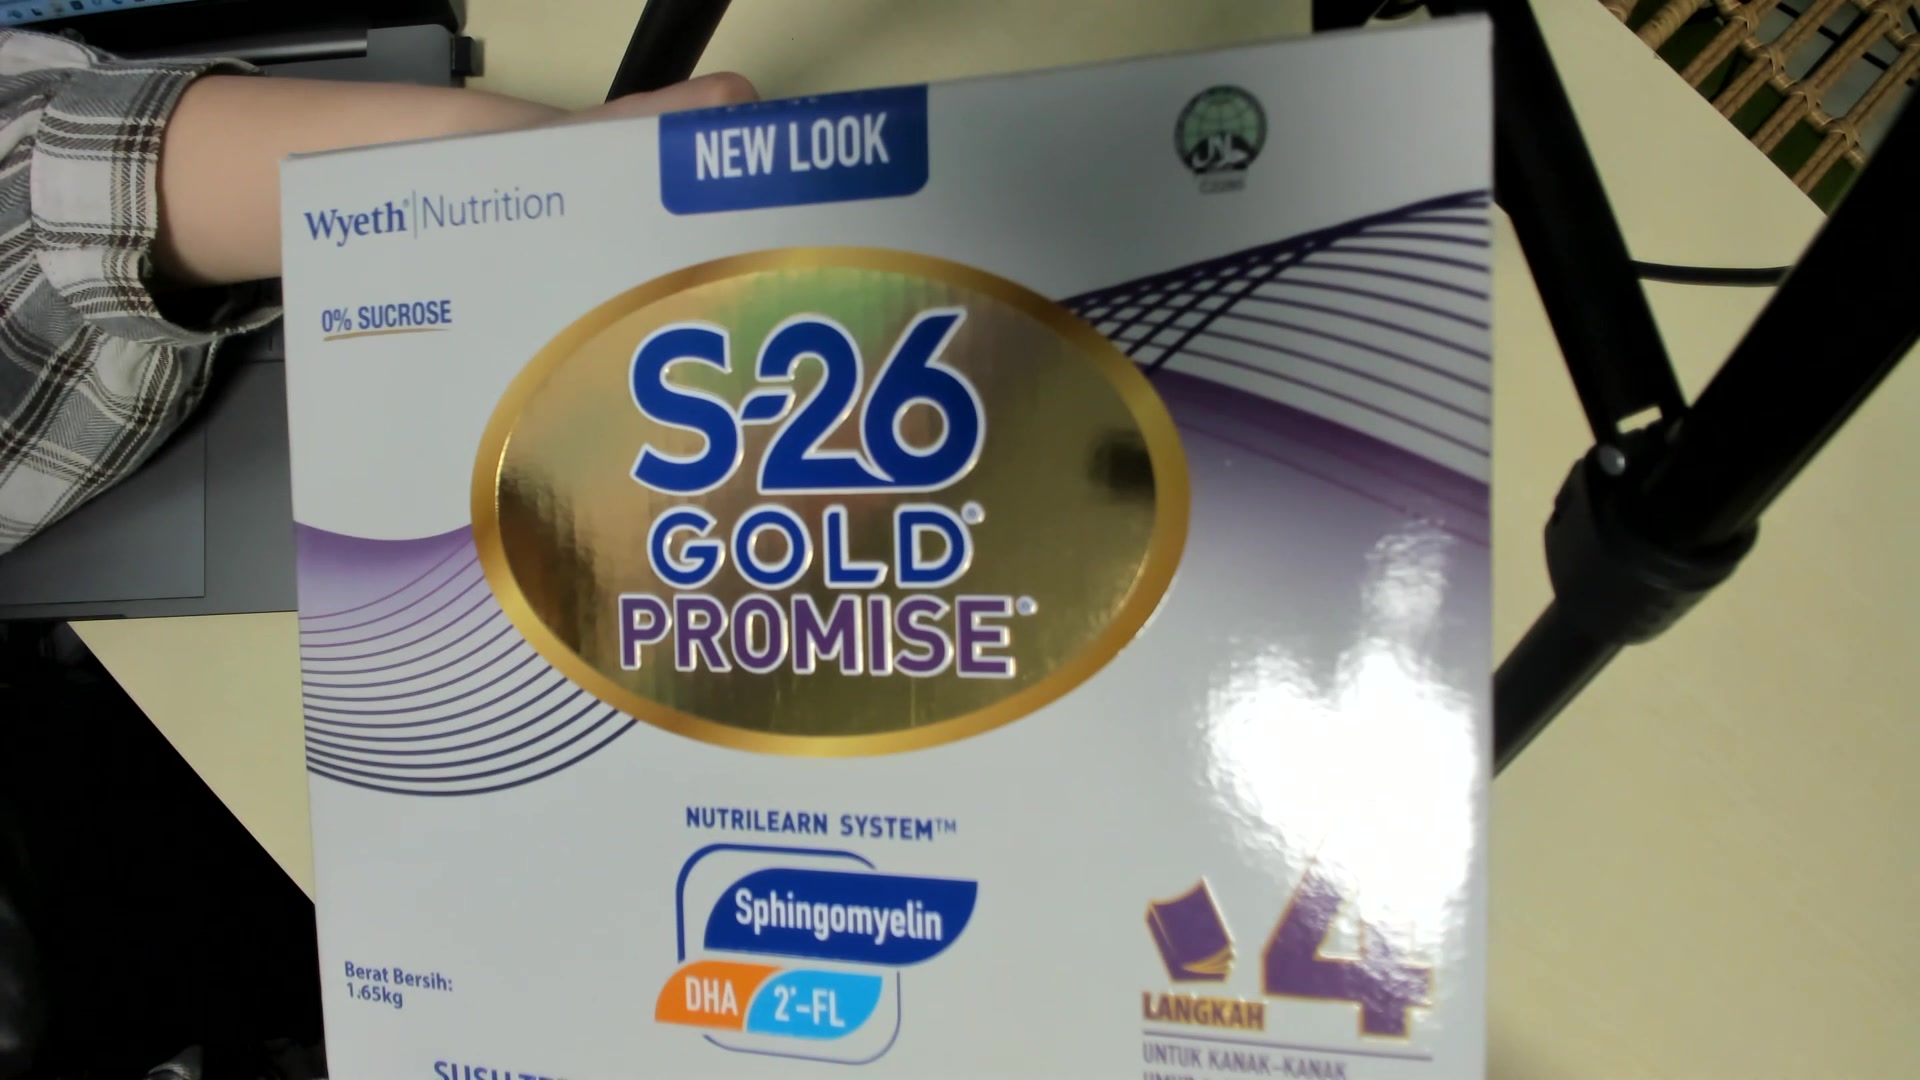 NEW LOOK
Wyeth® | Nutrition
0% SUCROSE
S-26
GOLD®
PROMISE®
NUTRILEARN SYSTEM™
Sphingomyelin
DHA 2'-FL
Berat Bersih:
1.65kg
4
LANGKAH
UNTUK KANAK-KANAK